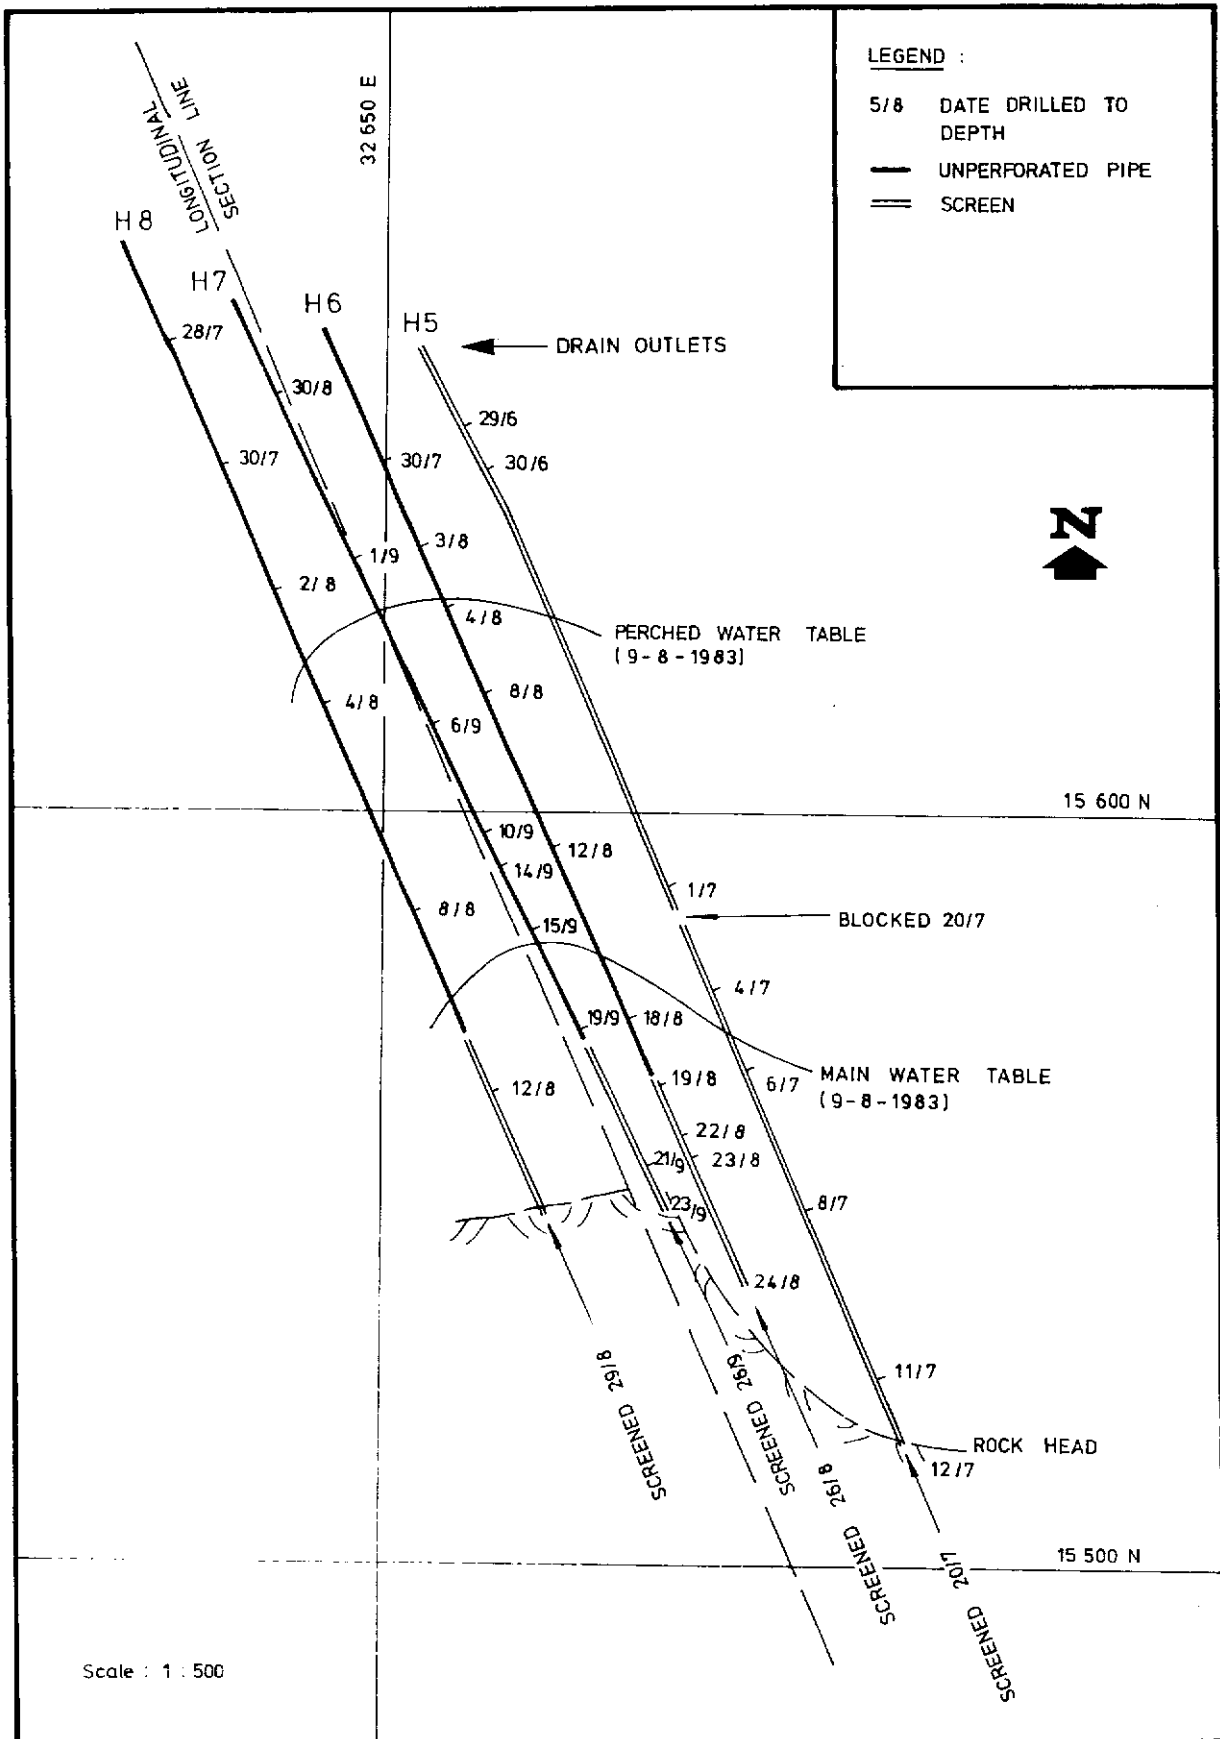 LEGEND :
5/8 DATE DRILLED TO
DEPTH
UNPERFORATED PIPE
SCREEN
32 650 E
LONGITUDINAL
SECTION LINE
H8
H7
H6
H5
DRAIN OUTLETS
28/7
30/8
29/6
30/7
30/7
30/6
3/8
1/9
2/8
4/8
PERCHED WATER TABLE
(9-8-1983)
4/8
8/8
6/9
15 600 N
10/9
12/8
14/9
1/7
8/8
15/9
BLOCKED 20/7
4/7
19/9
18/8
MAIN WATER TABLE
(9-8-1983)
12/8
19/8
6/7
22/8
21/9
23/8
23/9
8/7
24/8
11/7
ROCK HEAD
12/7
SCREENED 29/8
SCREENED 26/9
SCREENED 26/8
SCREENED 20/7
15 500 N
N
Scale : 1 : 500